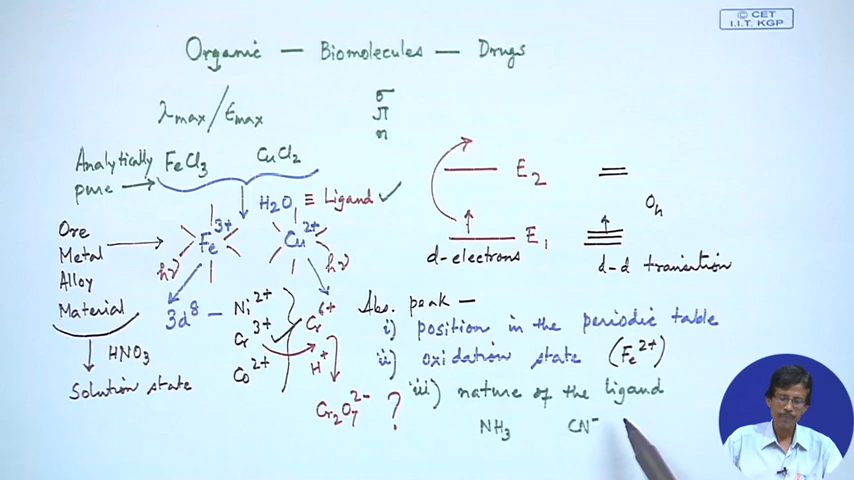 © CET
I.I.T. KGP
Organic — Biomolecules — Drugs
λmax/εmax
σ
π
n
Analytically pure →
FeCl3 CuCl2
H2O ≡ Ligand ✓
Fe3+ Cu2+
hν hν
Ore
Metal
Alloy
Material
HNO3
Solution state
3d8 — Ni2+
Cr3+
Co2+
Cr6+
H+
Cr2O7 2- ?
E2
E1
d-electrons
Oh
d-d transition
Abs. peak —
i) position in the periodic table
ii) oxidation state (Fe2+)
iii) nature of the ligand
NH3 CN-